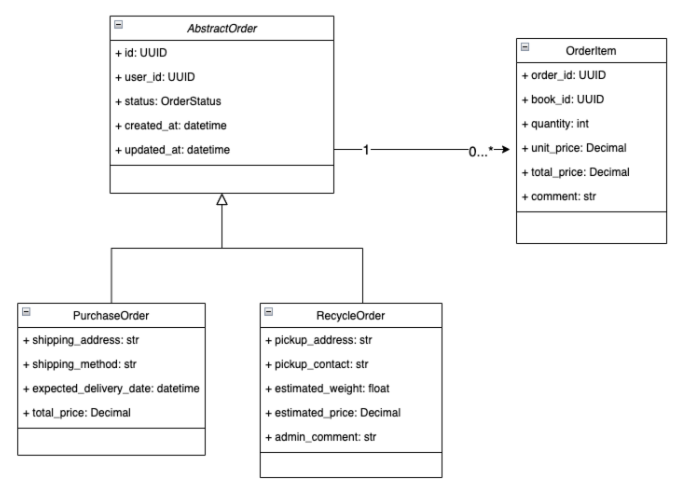 AbstractOrder
+ id: UUID
+ user_id: UUID
+ status: OrderStatus
+ created_at: datetime
+ updated_at: datetime
1
0...*
OrderItem
+ order_id: UUID
+ book_id: UUID
+ quantity: int
+ unit_price: Decimal
+ total_price: Decimal
+ comment: str
PurchaseOrder
+ shipping_address: str
+ shipping_method: str
+ expected_delivery_date: datetime
+ total_price: Decimal
RecycleOrder
+ pickup_address: str
+ pickup_contact: str
+ estimated_weight: float
+ estimated_price: Decimal
+ admin_comment: str